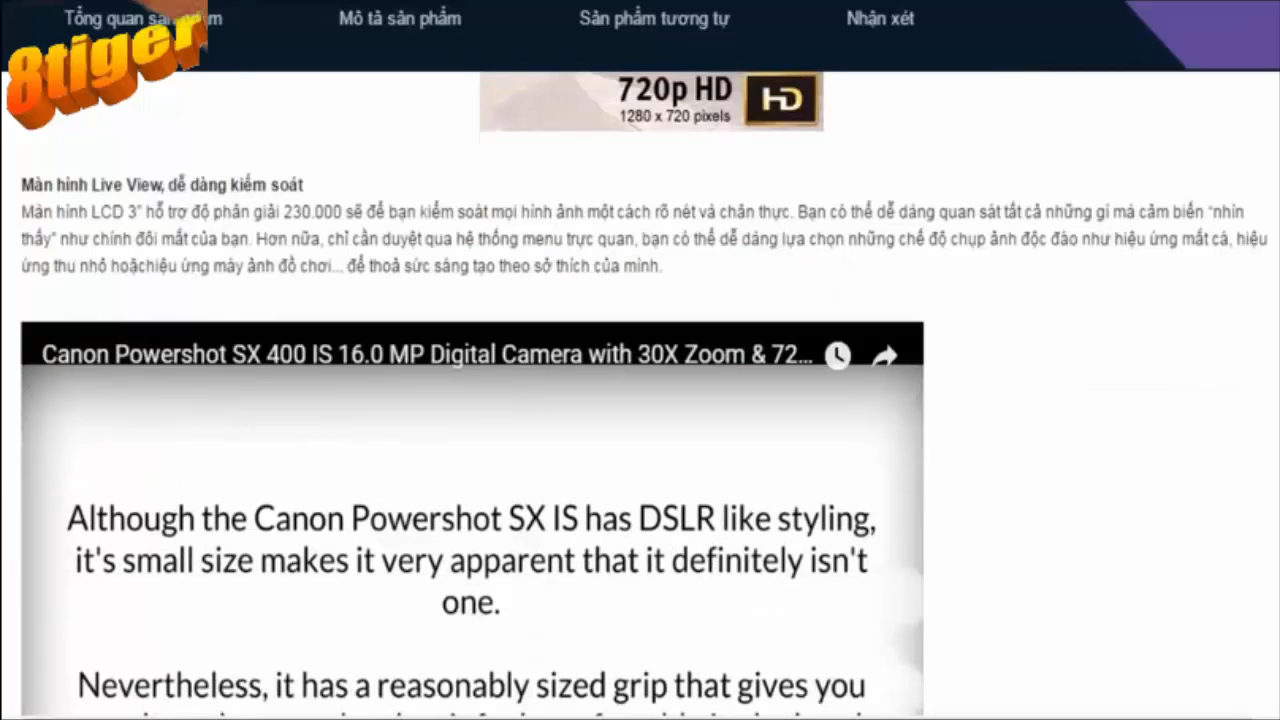 Tổng quan sản phẩm
Mô tả sản phẩm
Sản phẩm tương tự
Nhận xét
8tiger
720p HD
HD
1280 x 720 pixels
Màn hình Live View, dễ dàng kiểm soát
Màn hình LCD 3" hỗ trợ độ phân giải 230.000 sẽ để bạn kiểm soát mọi hình ảnh một cách rõ nét và chân thực. Bạn có thể dễ dàng quan sát tất cả những gì mà cảm biến “nhìn
thấy” như chính đôi mắt của bạn. Hơn nữa, chỉ cần duyệt qua hệ thống menu trực quan, bạn có thể dễ dàng lựa chọn những chế độ chụp ảnh độc đáo như hiệu ứng mắt cá, hiệu
ứng thu nhỏ hoặchiệu ứng máy ảnh đồ chơi... để thoả sức sáng tạo theo sở thích của mình.
Canon Powershot SX 400 IS 16.0 MP Digital Camera with 30X Zoom & 72...
Although the Canon Powershot SX IS has DSLR like styling,
it's small size makes it very apparent that it definitely isn't
one.
Nevertheless, it has a reasonably sized grip that gives you